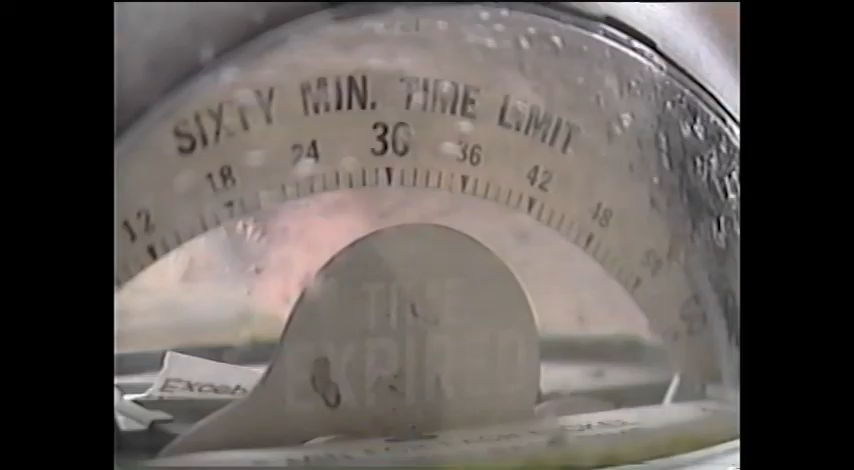 SIXTY MIN. TIME LIMIT
12 18 24 30 36 42 48
TIME
EXPIRED